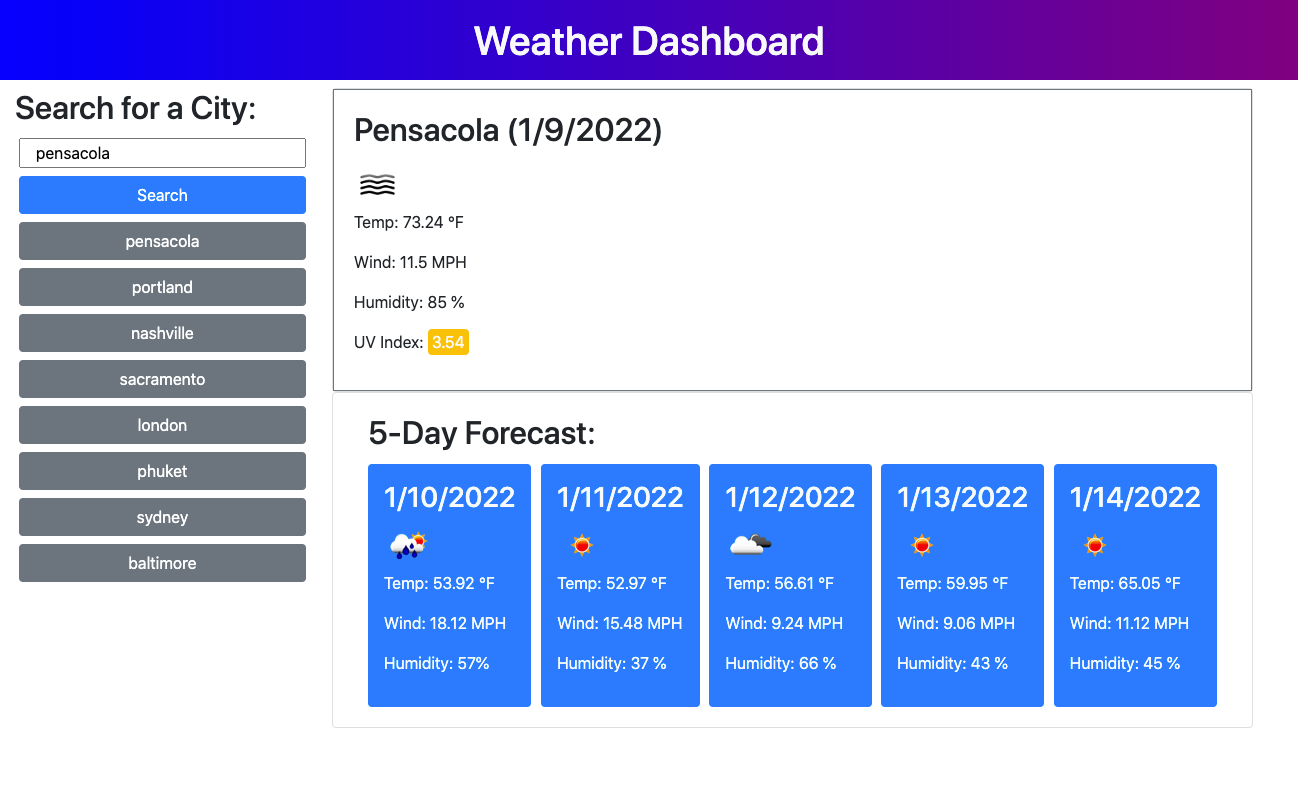 Weather Dashboard
Search for a City:
pensacola
Search
pensacola
portland
nashville
sacramento
london
phuket
sydney
baltimore
Pensacola (1/9/2022)
Temp: 73.24 °F
Wind: 11.5 MPH
Humidity: 85 %
UV Index: 3.54
5-Day Forecast:
1/10/2022
Temp: 53.92 °F
Wind: 18.12 MPH
Humidity: 57%
1/11/2022
Temp: 52.97 °F
Wind: 15.48 MPH
Humidity: 37 %
1/12/2022
Temp: 56.61 °F
Wind: 9.24 MPH
Humidity: 66 %
1/13/2022
Temp: 59.95 °F
Wind: 9.06 MPH
Humidity: 43 %
1/14/2022
Temp: 65.05 °F
Wind: 11.12 MPH
Humidity: 45 %